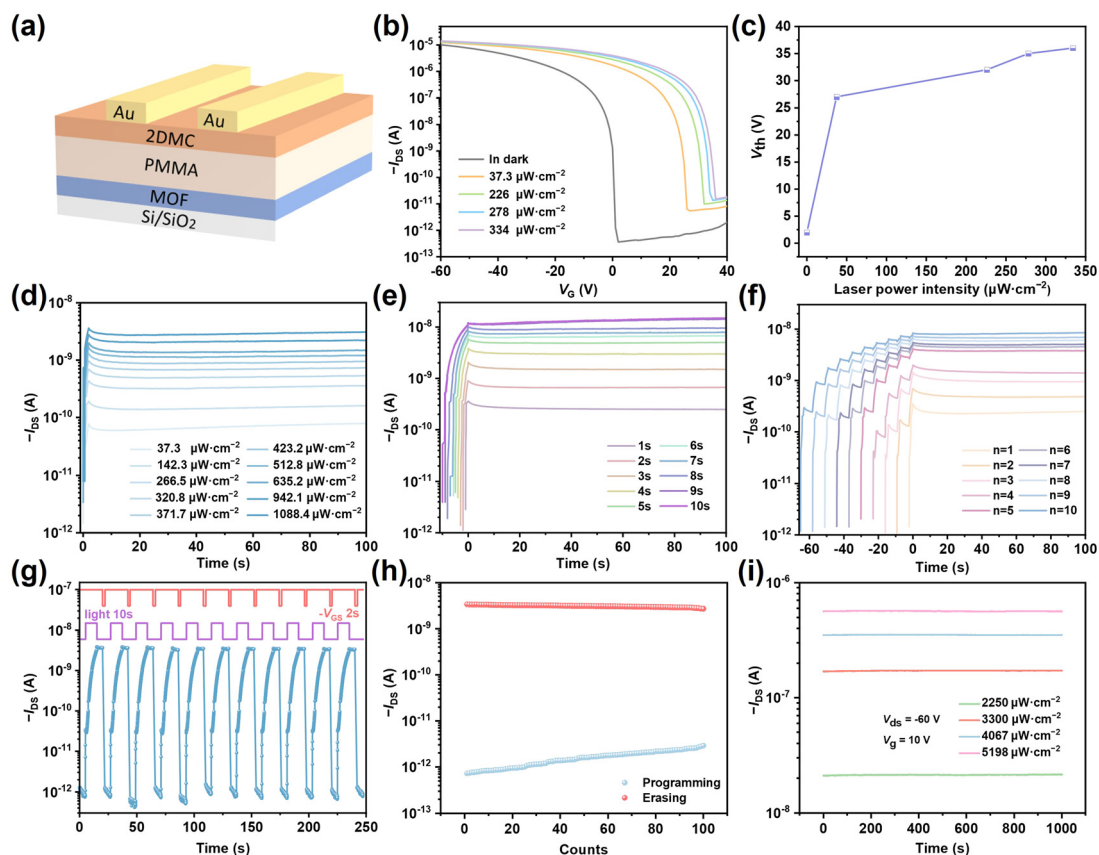 (a)
Au
Au
2DMC
PMMA
MOF
Si/SiO2
(b)
10⁻⁴
10⁻⁵
10⁻⁶
10⁻⁷
10⁻⁸
10⁻⁹
10⁻¹⁰
10⁻¹¹
10⁻¹²
10⁻¹³
−IDS (A)
In dark
37.3 μW·cm⁻²
226 μW·cm⁻²
278 μW·cm⁻²
334 μW·cm⁻²
-60 -40 -20 0 20 40
VG (V)
(c)
40
35
30
25
20
15
10
5
0
Vth (V)
0 50 100 150 200 250 300 350
Laser power intensity (μW·cm⁻²)
(d)
10⁻⁸
10⁻⁹
10⁻¹⁰
10⁻¹¹
10⁻¹²
−IDS (A)
37.3 μW·cm⁻² 423.2 μW·cm⁻²
142.3 μW·cm⁻² 512.8 μW·cm⁻²
266.5 μW·cm⁻² 635.2 μW·cm⁻²
320.8 μW·cm⁻² 942.1 μW·cm⁻²
371.7 μW·cm⁻² 1088.4 μW·cm⁻²
0 20 40 60 80 100
Time (s)
(e)
10⁻⁸
10⁻⁹
10⁻¹⁰
10⁻¹¹
10⁻¹²
−IDS (A)
1s 6s
2s 7s
3s 8s
4s 9s
5s 10s
0 20 40 60 80 100
Time (s)
(f)
10⁻⁸
10⁻⁹
10⁻¹⁰
10⁻¹¹
10⁻¹²
−IDS (A)
n=1 n=6
n=2 n=7
n=3 n=8
n=4 n=9
n=5 n=10
-60 -40 -20 0 20 40 60 80 100
Time (s)
(g)
10⁻⁷
10⁻⁸
10⁻⁹
10⁻¹⁰
10⁻¹¹
10⁻¹²
−IDS (A)
light 10s -VGS 2s
0 50 100 150 200 250
Time (s)
(h)
10⁻⁸
10⁻⁹
10⁻¹⁰
10⁻¹¹
10⁻¹²
10⁻¹³
−IDS (A)
Programming
Erasing
0 20 40 60 80 100
Counts
(i)
10⁻⁶
10⁻⁷
10⁻⁸
−IDS (A)
Vds = -60 V
Vg = 10 V
2250 μW·cm⁻²
3300 μW·cm⁻²
4067 μW·cm⁻²
5198 μW·cm⁻²
0 200 400 600 800 1000
Time (s)